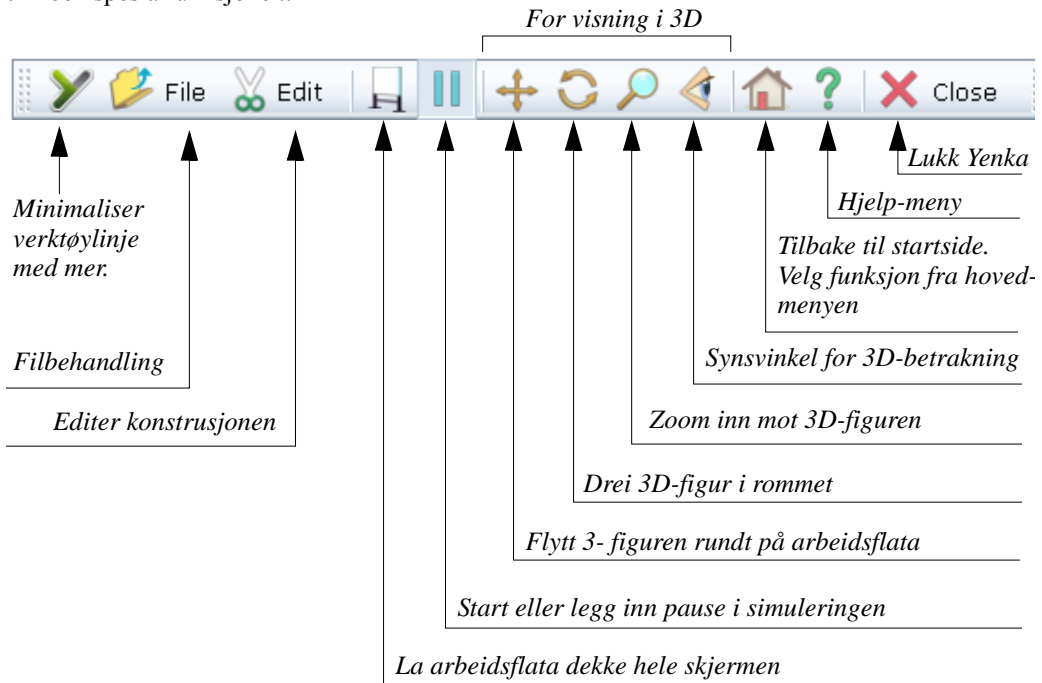 For visning i 3D
File Edit Close
Lukk Yenka
Minimaliser
verktøylinje
med mer.
Hjelp-meny
Tilbake til startside.
Velg funksjon fra hoved-
menyen
Filbehandling
Synsvinkel for 3D-betrakning
Editer konstrusjonen
Zoom inn mot 3D-figuren
Drei 3D-figur i rommet
Flytt 3- figuren rundt på arbeidsflata
Start eller legg inn pause i simuleringen
La arbeidsflata dekke hele skjermen